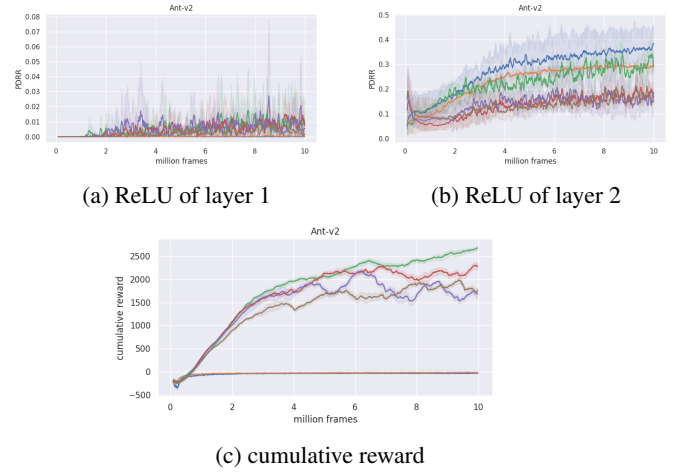 Ant-v2
0.08
0.07
0.06
0.05
0.04
0.03
0.02
0.01
0.00
PDRR
0 2 4 6 8 10
million frames
(a) ReLU of layer 1
Ant-v2
0.5
0.4
0.3
0.2
0.1
0.0
PDRR
0 2 4 6 8 10
million frames
(b) ReLU of layer 2
Ant-v2
2500
2000
1500
1000
500
0
−500
cumulative reward
0 2 4 6 8 10
million frames
(c) cumulative reward